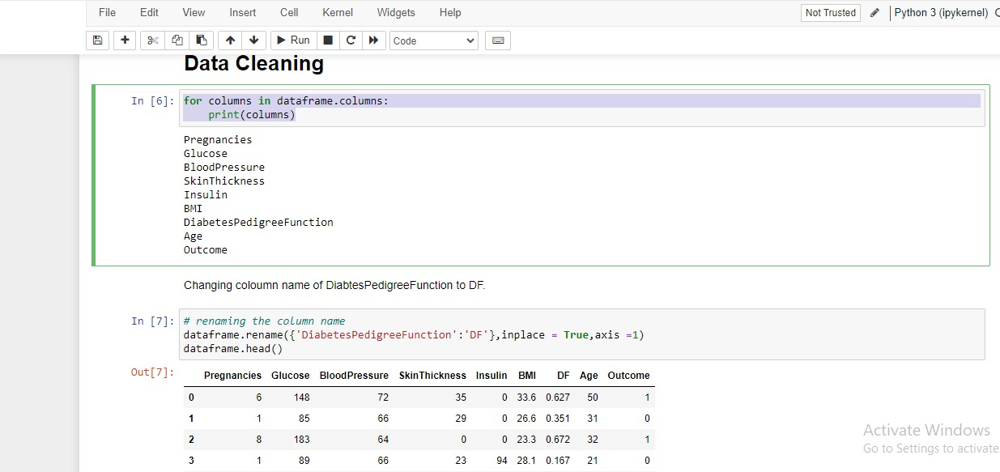 File Edit View Insert Cell Kernel Widgets Help Not Trusted Python 3 (ipykernel)
Run Code
Data Cleaning
In [6]: for columns in dataframe.columns:
print(columns)
Pregnancies
Glucose
BloodPressure
SkinThickness
Insulin
BMI
DiabetesPedigreeFunction
Age
Outcome
Changing coloumn name of DiabtesPedigreeFunction to DF.
In [7]: # renaming the column name
dataframe.rename({'DiabetesPedigreeFunction':'DF'},inplace = True,axis =1)
dataframe.head()
Out[7]:
Pregnancies Glucose BloodPressure SkinThickness Insulin BMI DF Age Outcome
0 6 148 72 35 0 33.6 0.627 50 1
1 1 85 66 29 0 26.6 0.351 31 0
2 8 183 64 0 0 23.3 0.672 32 1
3 1 89 66 23 94 28.1 0.167 21 0
Activate Windows
Go to Settings to activate